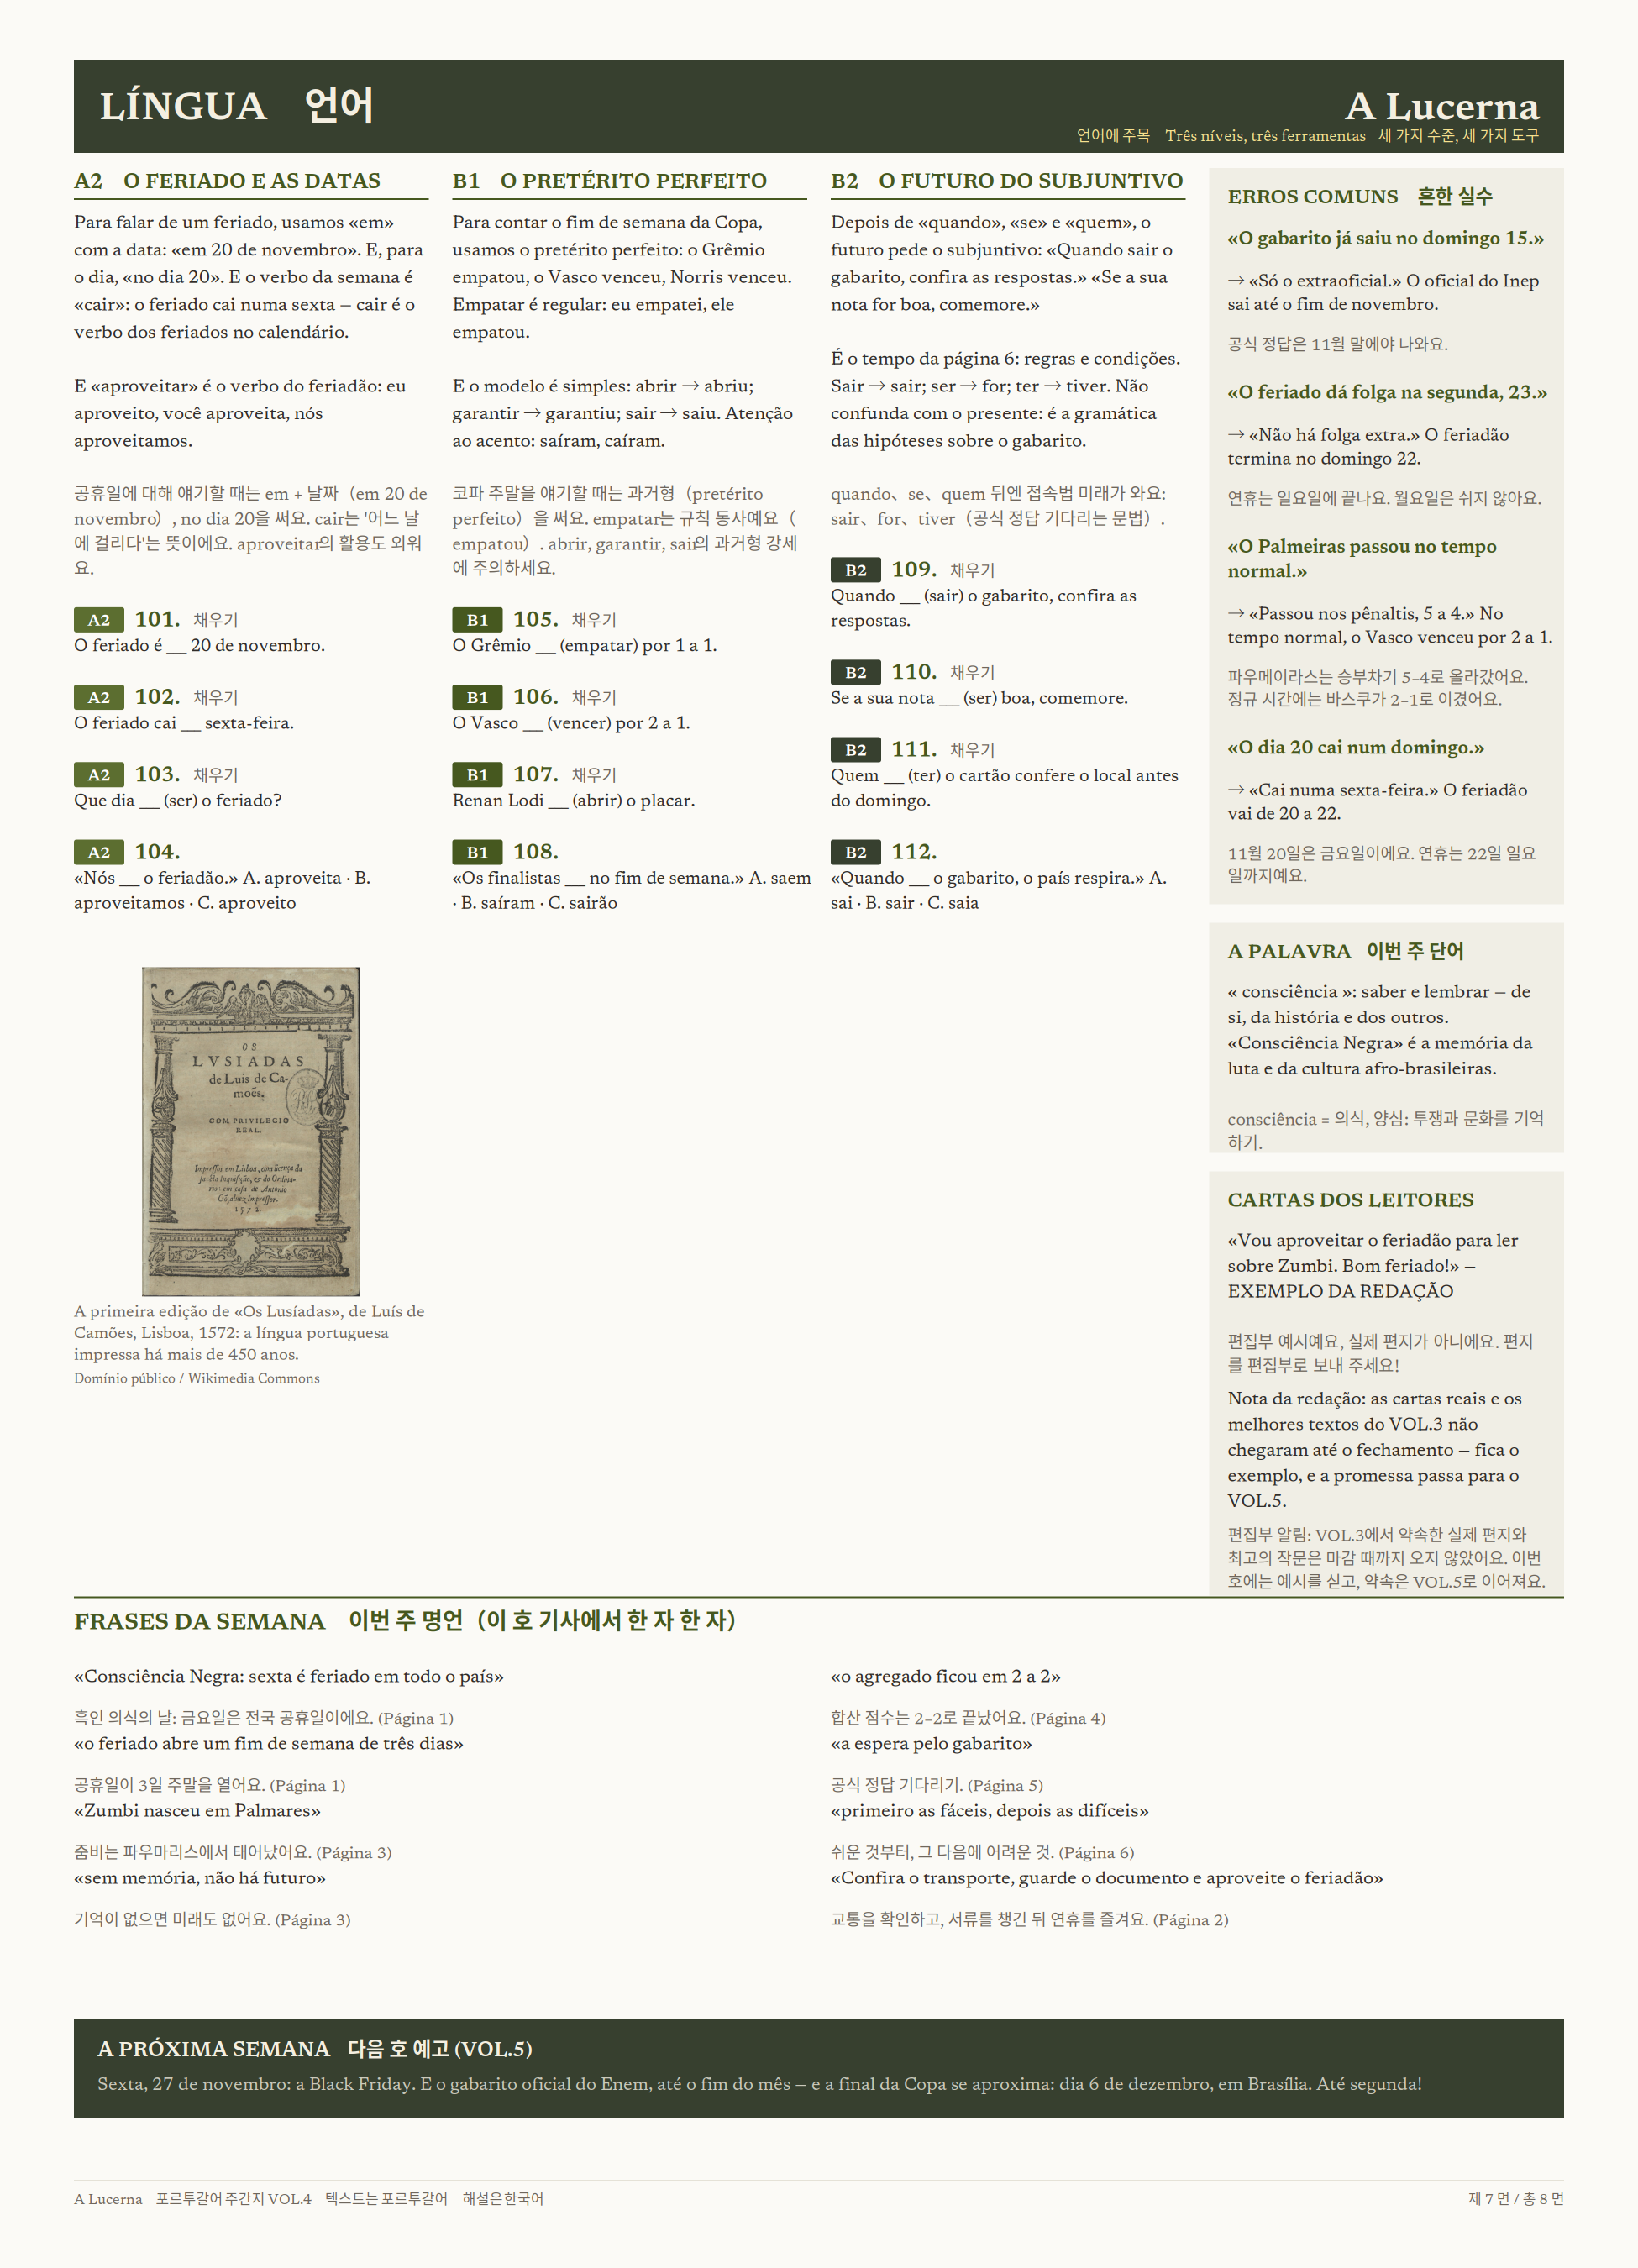 LÍNGUA 언어
A Lucerna
언어에 주목 Três níveis, três ferramentas 세 가지 수준, 세 가지 도구
A2 O FERIADO E AS DATAS
Para falar de um feriado, usamos «em»
com a data: «em 20 de novembro». E, para
o dia, «no dia 20». E o verbo da semana é
«cair»: o feriado cai numa sexta — cair é o
verbo dos feriados no calendário.
E «aproveitar» é o verbo do feriadão: eu
aproveito, você aproveita, nós
aproveitamos.
공휴일에 대해 얘기할 때는 em + 날짜（em 20 de
novembro）, no dia 20을 써요. cair는 '어느 날
에 걸리다'는 뜻이에요. aproveitar의 활용도 외워
요.
A2 101. 채우기
O feriado é __ 20 de novembro.
A2 102. 채우기
O feriado cai __ sexta-feira.
A2 103. 채우기
Que dia __ (ser) o feriado?
A2 104.
«Nós __ o feriadão.» A. aproveita · B.
aproveitamos · C. aproveito
OS
LVSIADAS
de Luis de Ca-
moẽs.
COM PRIVILEGIO
REAL.
Impressos em Lisboa, com licença da
sancta Inquisição, & do Ordina-
rio: em casa de Antonio
Gõçaluez Impressor.
1572.
A primeira edição de «Os Lusíadas», de Luís de
Camões, Lisboa, 1572: a língua portuguesa
impressa há mais de 450 anos.
Domínio público / Wikimedia Commons
B1 O PRETÉRITO PERFEITO
Para contar o fim de semana da Copa,
usamos o pretérito perfeito: o Grêmio
empatou, o Vasco venceu, Norris venceu.
Empatar é regular: eu empatei, ele
empatou.
E o modelo é simples: abrir → abriu;
garantir → garantiu; sair → saiu. Atenção
ao acento: saíram, caíram.
코파 주말을 얘기할 때는 과거형（pretérito
perfeito）을 써요. empatar는 규칙 동사예요（
empatou）. abrir, garantir, sair의 과거형 강세
에 주의하세요.
B1 105. 채우기
O Grêmio __ (empatar) por 1 a 1.
B1 106. 채우기
O Vasco __ (vencer) por 2 a 1.
B1 107. 채우기
Renan Lodi __ (abrir) o placar.
B1 108.
«Os finalistas __ no fim de semana.» A. saem
· B. saíram · C. sairão
B2 O FUTURO DO SUBJUNTIVO
Depois de «quando», «se» e «quem», o
futuro pede o subjuntivo: «Quando sair o
gabarito, confira as respostas.» «Se a sua
nota for boa, comemore.»
É o tempo da página 6: regras e condições.
Sair → sair; ser → for; ter → tiver. Não
confunda com o presente: é a gramática
das hipóteses sobre o gabarito.
quando、se、quem 뒤엔 접속법 미래가 와요:
sair、for、tiver（공식 정답 기다리는 문법）.
B2 109. 채우기
Quando __ (sair) o gabarito, confira as
respostas.
B2 110. 채우기
Se a sua nota __ (ser) boa, comemore.
B2 111. 채우기
Quem __ (ter) o cartão confere o local antes
do domingo.
B2 112.
«Quando __ o gabarito, o país respira.» A.
sai · B. sair · C. saia
ERROS COMUNS 흔한 실수
«O gabarito já saiu no domingo 15.»
→ «Só o extraoficial.» O oficial do Inep
sai até o fim de novembro.
공식 정답은 11월 말에야 나와요.
«O feriado dá folga na segunda, 23.»
→ «Não há folga extra.» O feriadão
termina no domingo 22.
연휴는 일요일에 끝나요. 월요일은 쉬지 않아요.
«O Palmeiras passou no tempo
normal.»
→ «Passou nos pênaltis, 5 a 4.» No
tempo normal, o Vasco venceu por 2 a 1.
파우메이라스는 승부차기 5–4로 올라갔어요.
정규 시간에는 바스쿠가 2–1로 이겼어요.
«O dia 20 cai num domingo.»
→ «Cai numa sexta-feira.» O feriadão
vai de 20 a 22.
11월 20일은 금요일이에요. 연휴는 22일 일요
일까지예요.
A PALAVRA 이번 주 단어
« consciência »: saber e lembrar — de
si, da história e dos outros.
«Consciência Negra» é a memória da
luta e da cultura afro-brasileiras.
consciência = 의식, 양심: 투쟁과 문화를 기억
하기.
CARTAS DOS LEITORES
«Vou aproveitar o feriadão para ler
sobre Zumbi. Bom feriado!» —
EXEMPLO DA REDAÇÃO
편집부 예시예요, 실제 편지가 아니에요. 편지
를 편집부로 보내 주세요!
Nota da redação: as cartas reais e os
melhores textos do VOL.3 não
chegaram até o fechamento — fica o
exemplo, e a promessa passa para o
VOL.5.
편집부 알림: VOL.3에서 약속한 실제 편지와
최고의 작문은 마감 때까지 오지 않았어요. 이번
호에는 예시를 싣고, 약속은 VOL.5로 이어져요.
FRASES DA SEMANA 이번 주 명언（이 호 기사에서 한 자 한 자）
«Consciência Negra: sexta é feriado em todo o país»
흑인 의식의 날: 금요일은 전국 공휴일이에요. (Página 1)
«o feriado abre um fim de semana de três dias»
공휴일이 3일 주말을 열어요. (Página 1)
«Zumbi nasceu em Palmares»
줌비는 파우마리스에서 태어났어요. (Página 3)
«sem memória, não há futuro»
기억이 없으면 미래도 없어요. (Página 3)
«o agregado ficou em 2 a 2»
합산 점수는 2–2로 끝났어요. (Página 4)
«a espera pelo gabarito»
공식 정답 기다리기. (Página 5)
«primeiro as fáceis, depois as difíceis»
쉬운 것부터, 그 다음에 어려운 것. (Página 6)
«Confira o transporte, guarde o documento e aproveite o feriadão»
교통을 확인하고, 서류를 챙긴 뒤 연휴를 즐겨요. (Página 2)
A PRÓXIMA SEMANA 다음 호 예고 (VOL.5)
Sexta, 27 de novembro: a Black Friday. E o gabarito oficial do Enem, até o fim do mês — e a final da Copa se aproxima: dia 6 de dezembro, em Brasília. Até segunda!
A Lucerna 포르투갈어 주간지 VOL.4 텍스트는 포르투갈어 해설은 한국어
제 7 면 / 총 8 면